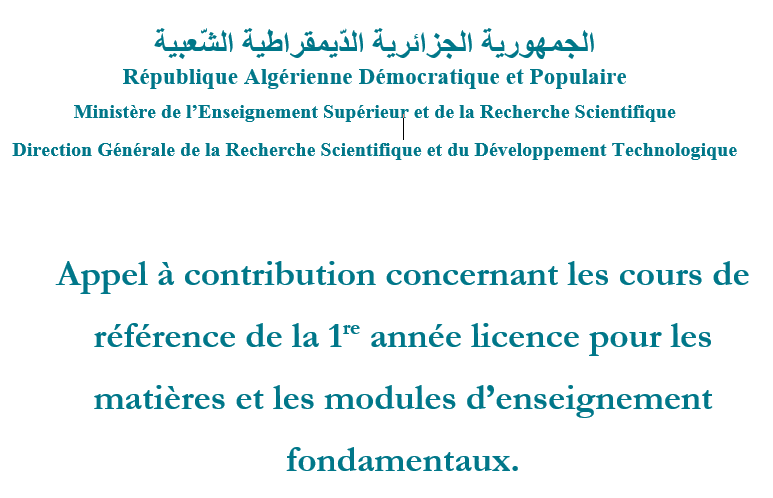 الجمهورية الجزائرية الدّيمقراطية الشّعبية
République Algérienne Démocratique et Populaire
Ministère de l’Enseignement Supérieur et de la Recherche Scientifique
Direction Générale de la Recherche Scientifique et du Développement Technologique
Appel à contribution concernant les cours de
référence de la 1re année licence pour les
matières et les modules d’enseignement
fondamentaux.